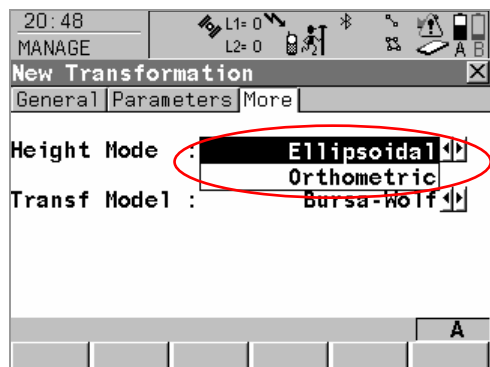 20:48 L1= 0
MANAGE L2= 0 A B
New Transformation
General Parameters More
Height Mode : Ellipsoidal
Orthometric
Transf Model : Bursa-Wolf
A